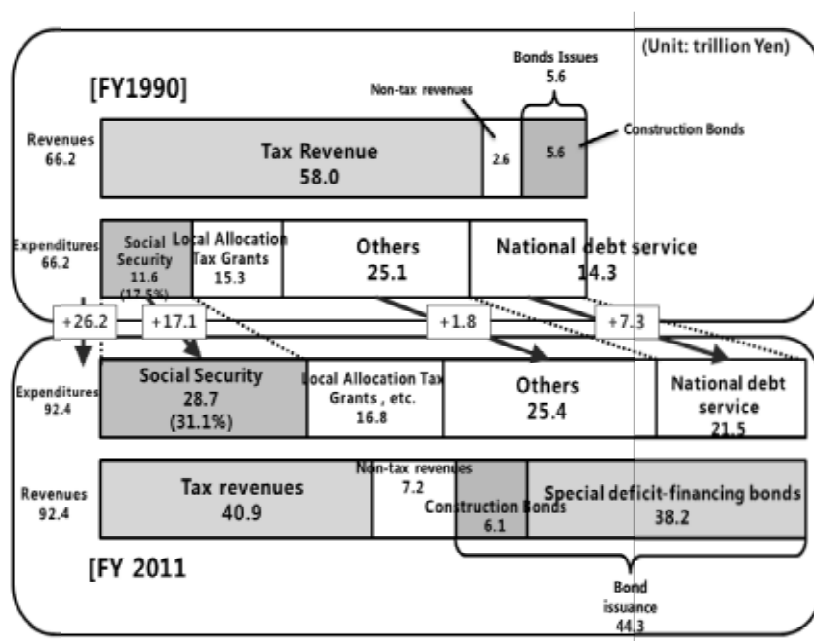 (Unit: trillion Yen)
Bonds Issues
5.6
[FY1990]
Non-tax revenues
Construction Bonds
Revenues
66.2
Tax Revenue
58.0
2.6
5.6
Expenditures
66.2
Social
Security
11.6
(17.5%)
Local Allocation
Tax Grants
15.3
Others
25.1
National debt service
14.3
+26.2
+17.1
+1.8
+7.3
Expenditures
92.4
Social Security
28.7
(31.1%)
Local Allocation Tax
Grants , etc.
16.8
Others
25.4
National debt
service
21.5
Revenues
92.4
Tax revenues
40.9
Non-tax revenues
7.2
Construction Bonds
6.1
Special deficit-financing bonds
38.2
[FY 2011
Bond
issuance
44.3